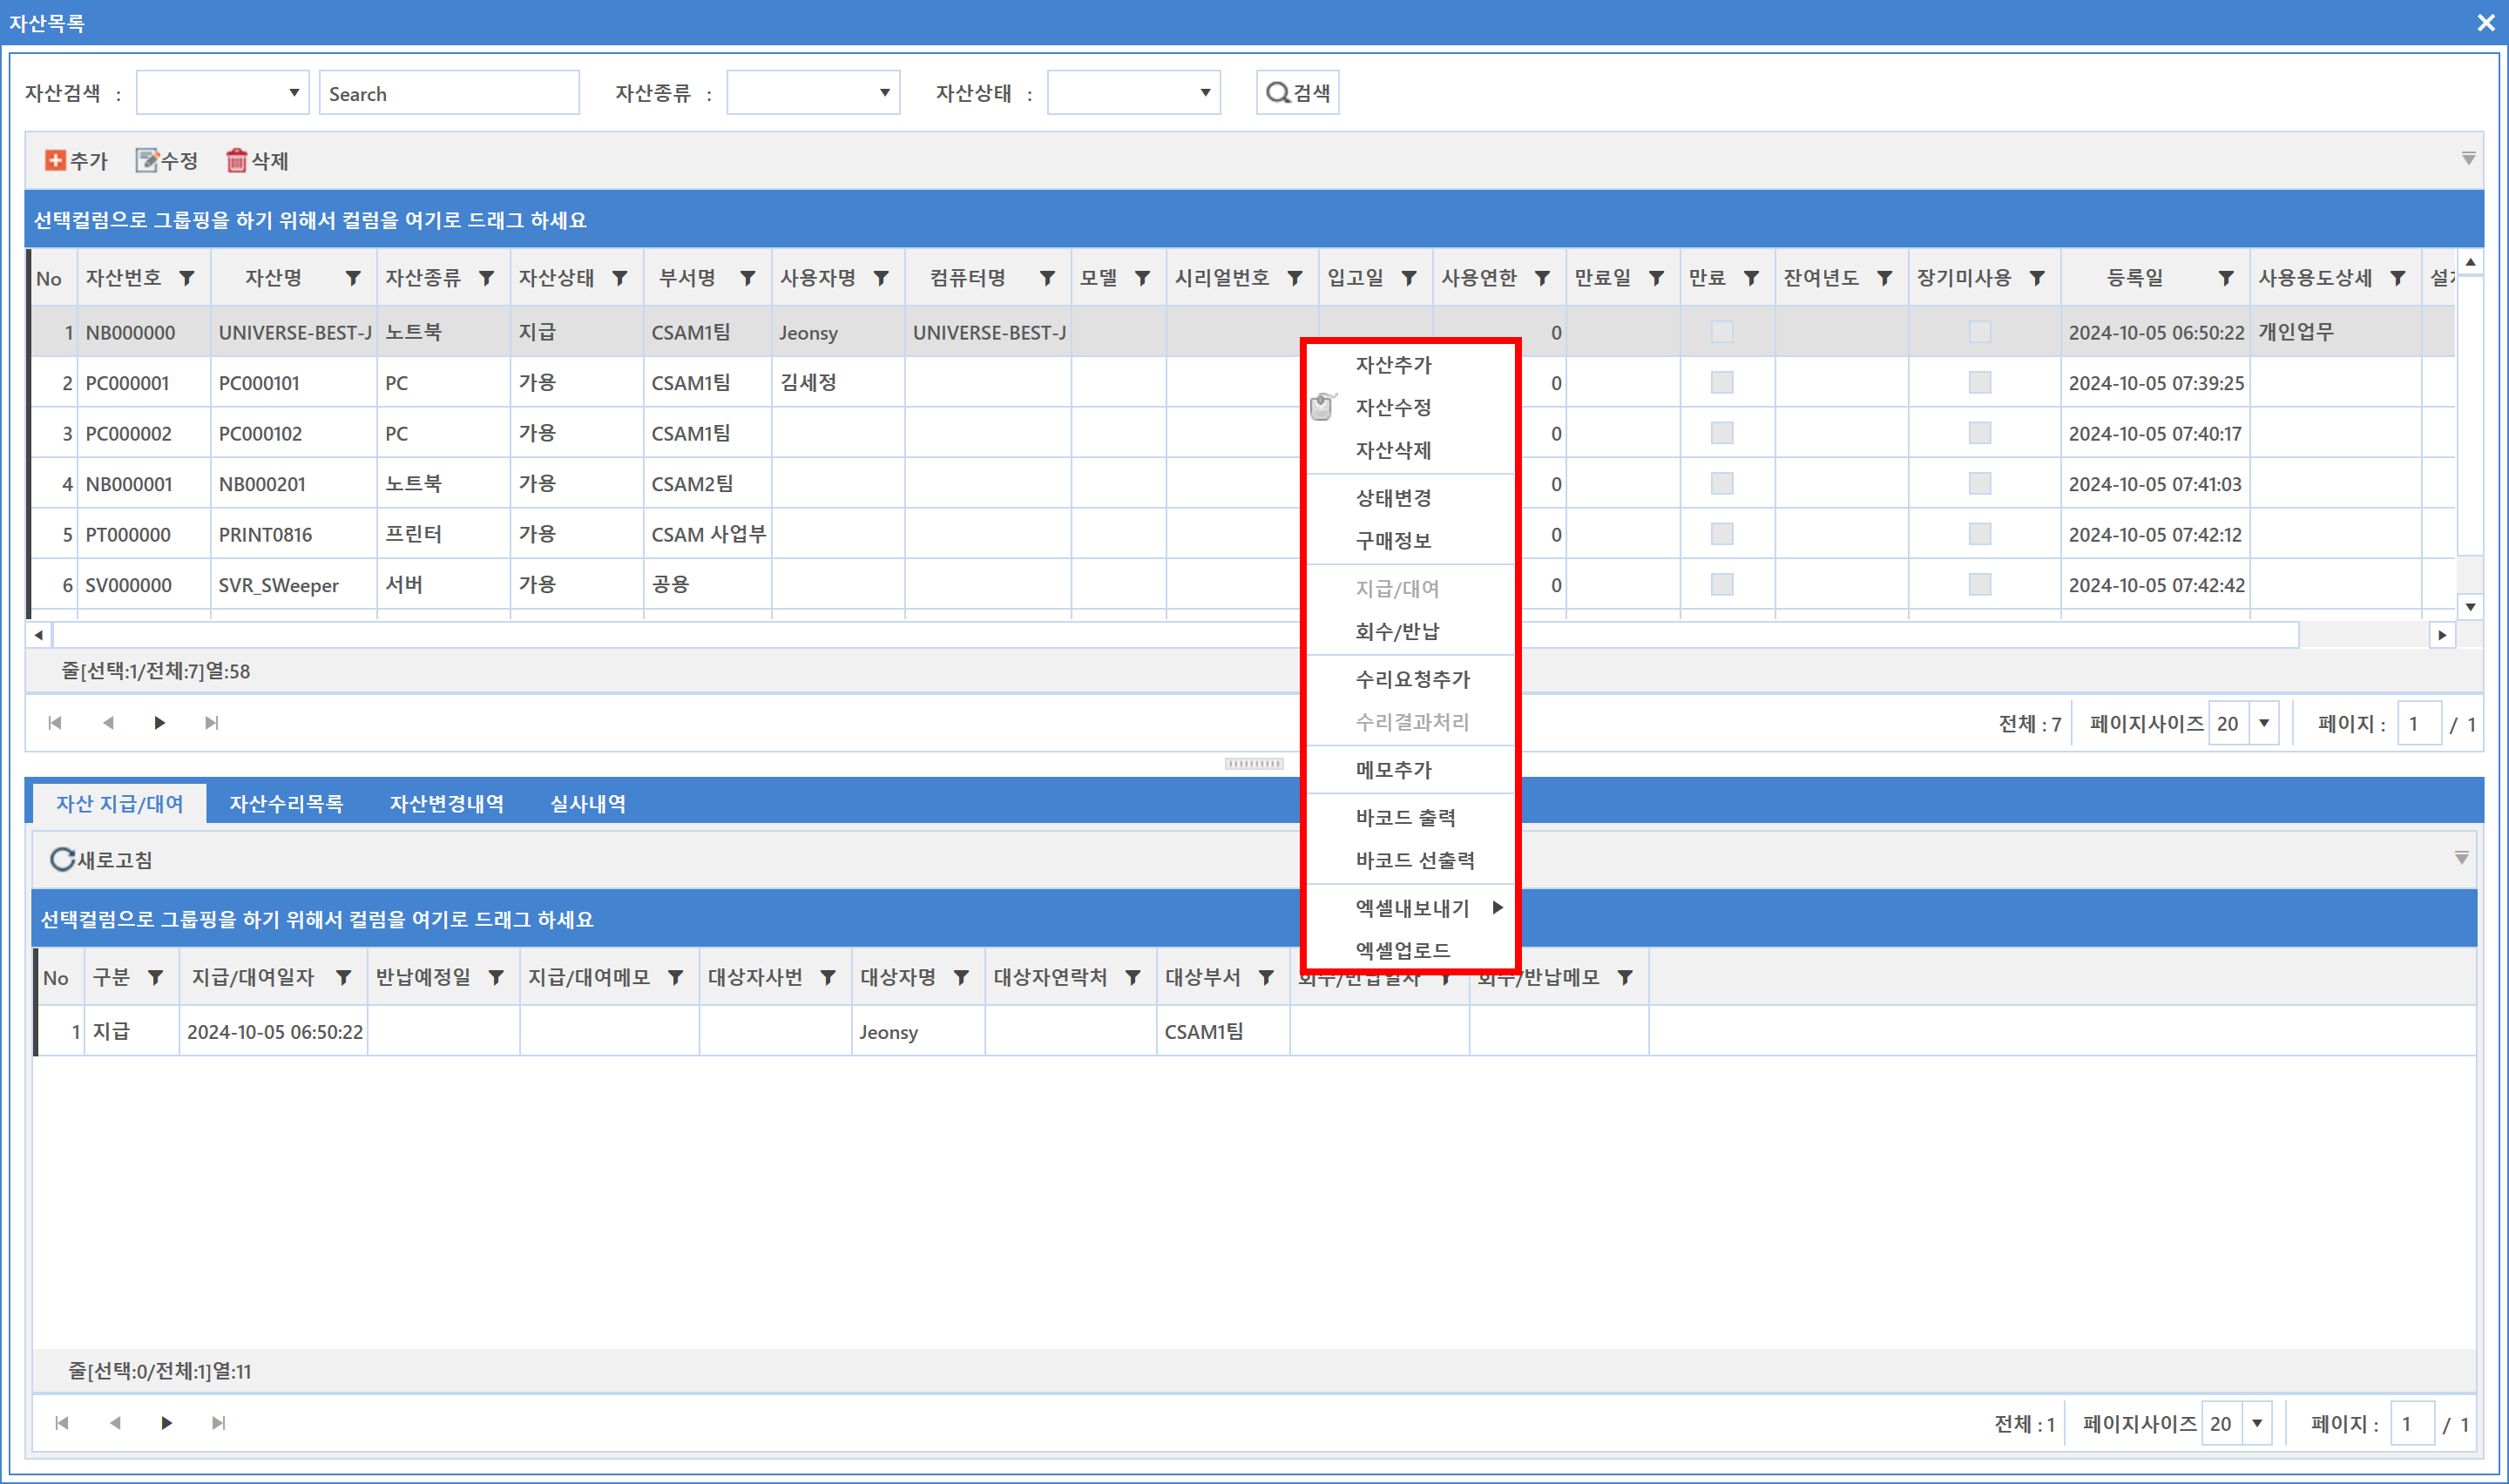 자산목록
자산검색 : Search 자산종류 : 자산상태 : 검색
추가 수정 삭제
선택컬럼으로 그룹핑을 하기 위해서 컬럼을 여기로 드래그 하세요
No 자산번호 자산명 자산종류 자산상태 부서명 사용자명 컴퓨터명 모델 시리얼번호 입고일 사용연한 만료일 만료 잔여년도 장기미사용 등록일 사용용도상세
1 NB000000 UNIVERSE-BEST-J 노트북 지급 CSAM1팀 Jeonsy UNIVERSE-BEST-J 0 2024-10-05 06:50:22 개인업무
2 PC000001 PC000101 PC 가용 CSAM1팀 김세정 0 2024-10-05 07:39:25
3 PC000002 PC000102 PC 가용 CSAM1팀 0 2024-10-05 07:40:17
4 NB000001 NB000201 노트북 가용 CSAM2팀 0 2024-10-05 07:41:03
5 PT000000 PRINT0816 프린터 가용 CSAM 사업부 0 2024-10-05 07:42:12
6 SV000000 SVR_SWeeper 서버 가용 공용 0 2024-10-05 07:42:42
줄[선택:1/전체:7]열:58
전체 : 7 페이지사이즈 20 페이지 : 1 / 1
자산추가
자산수정
자산삭제
상태변경
구매정보
지급/대여
회수/반납
수리요청추가
수리결과처리
메모추가
바코드 출력
바코드 선출력
엑셀내보내기
엑셀업로드
자산 지급/대여 자산수리목록 자산변경내역 실사내역
새로고침
선택컬럼으로 그룹핑을 하기 위해서 컬럼을 여기로 드래그 하세요
No 구분 지급/대여일자 반납예정일 지급/대여메모 대상자사번 대상자명 대상자연락처 대상부서 회수/반납일자 회수/반납메모
1 지급 2024-10-05 06:50:22 Jeonsy CSAM1팀
줄[선택:0/전체:1]열:11
전체 : 1 페이지사이즈 20 페이지 : 1 / 1